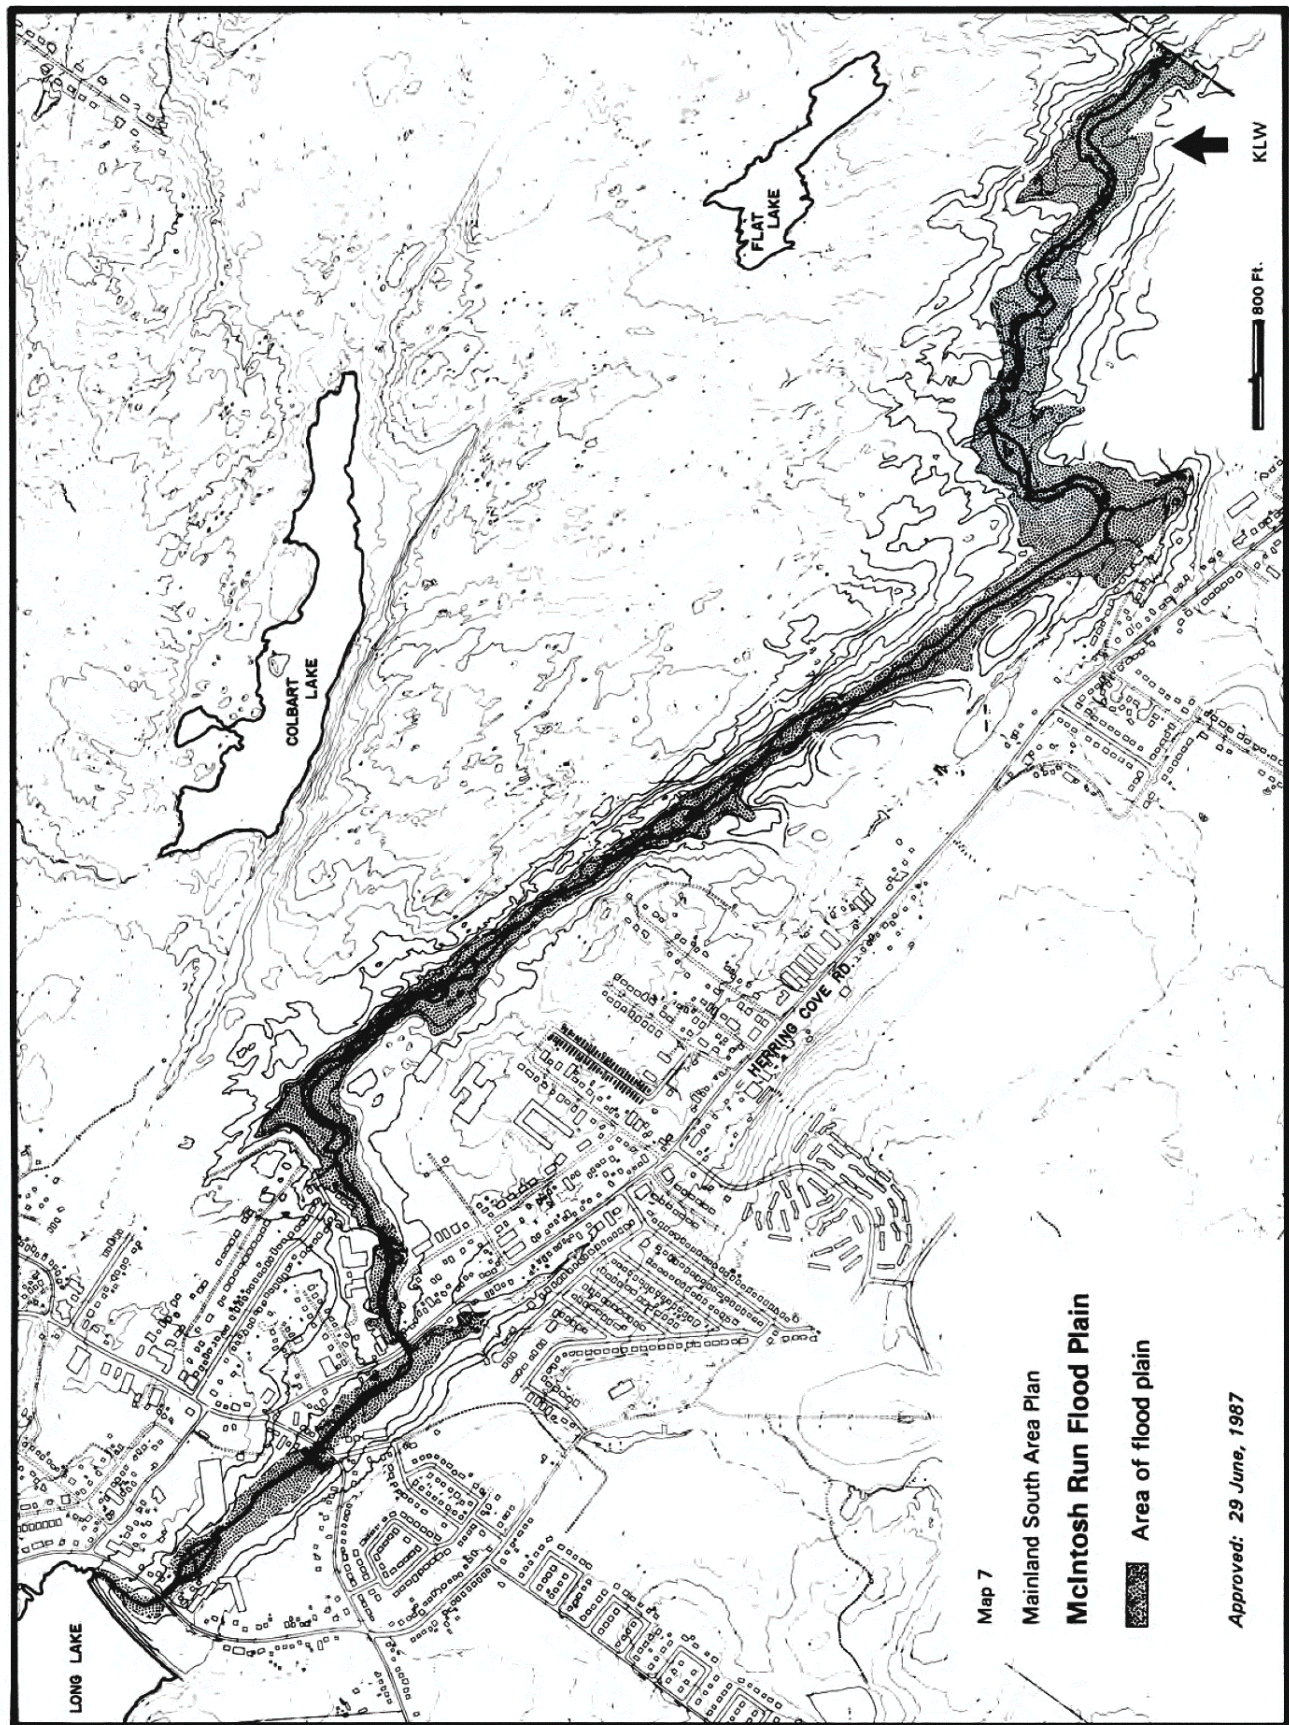 LONG LAKE
COLBART
LAKE
FLAT
LAKE
HERRING COVE RD.
Map 7
Mainland South Area Plan
McIntosh Run Flood Plain
Area of flood plain
Approved: 29 June, 1987
800 Ft.
KLW